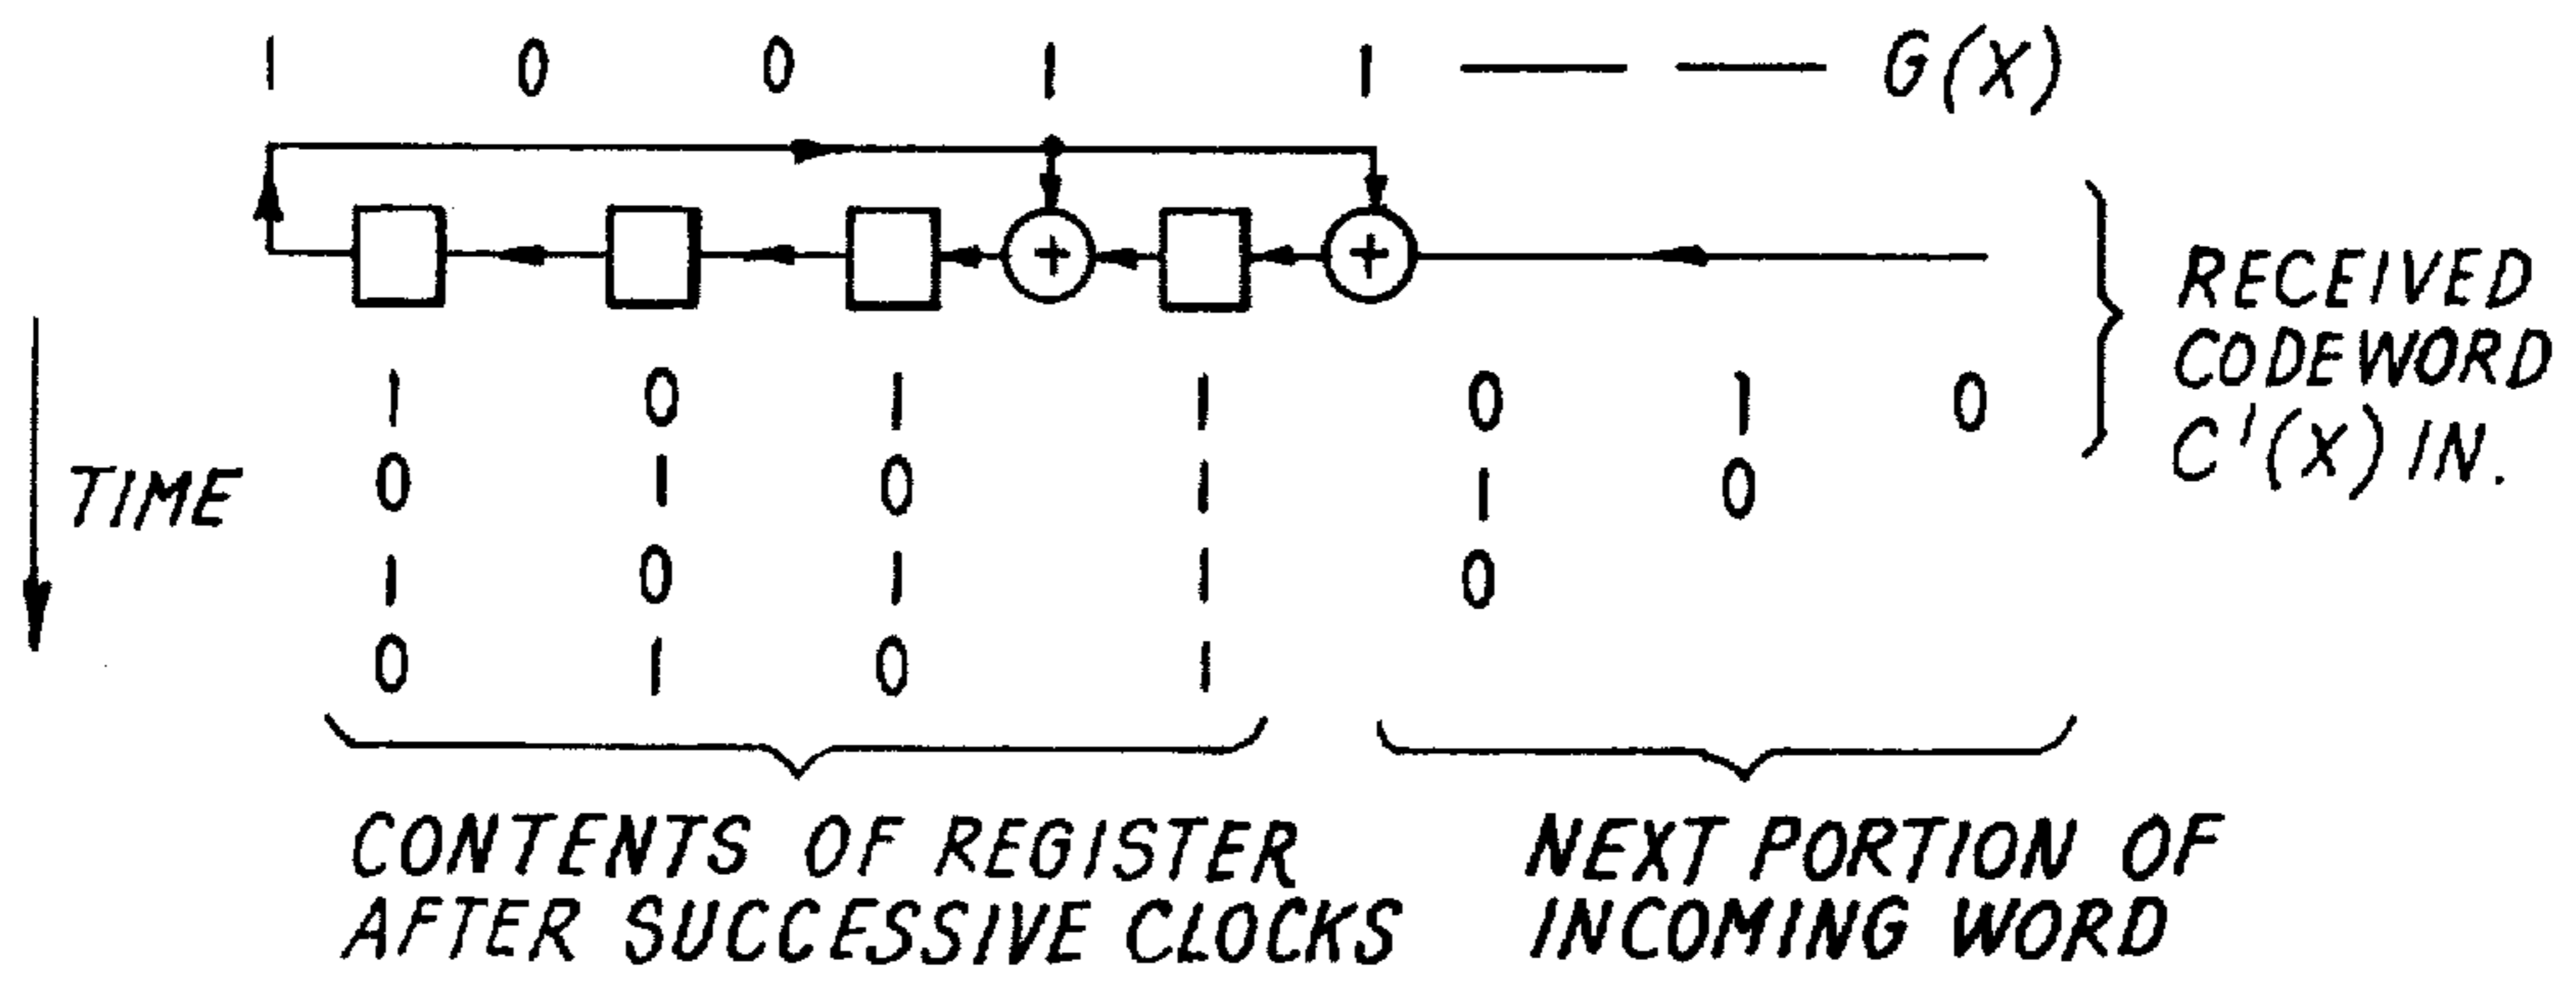 1 0 0 1 1 — — G(X)
+ +
RECEIVED
CODEWORD
C'(X) IN.
TIME
1 0 1 1 0 1 0
0 1 0 1 1 0
1 0 1 1 0
0 1 0 1
CONTENTS OF REGISTER
AFTER SUCCESSIVE CLOCKS
NEXT PORTION OF
INCOMING WORD